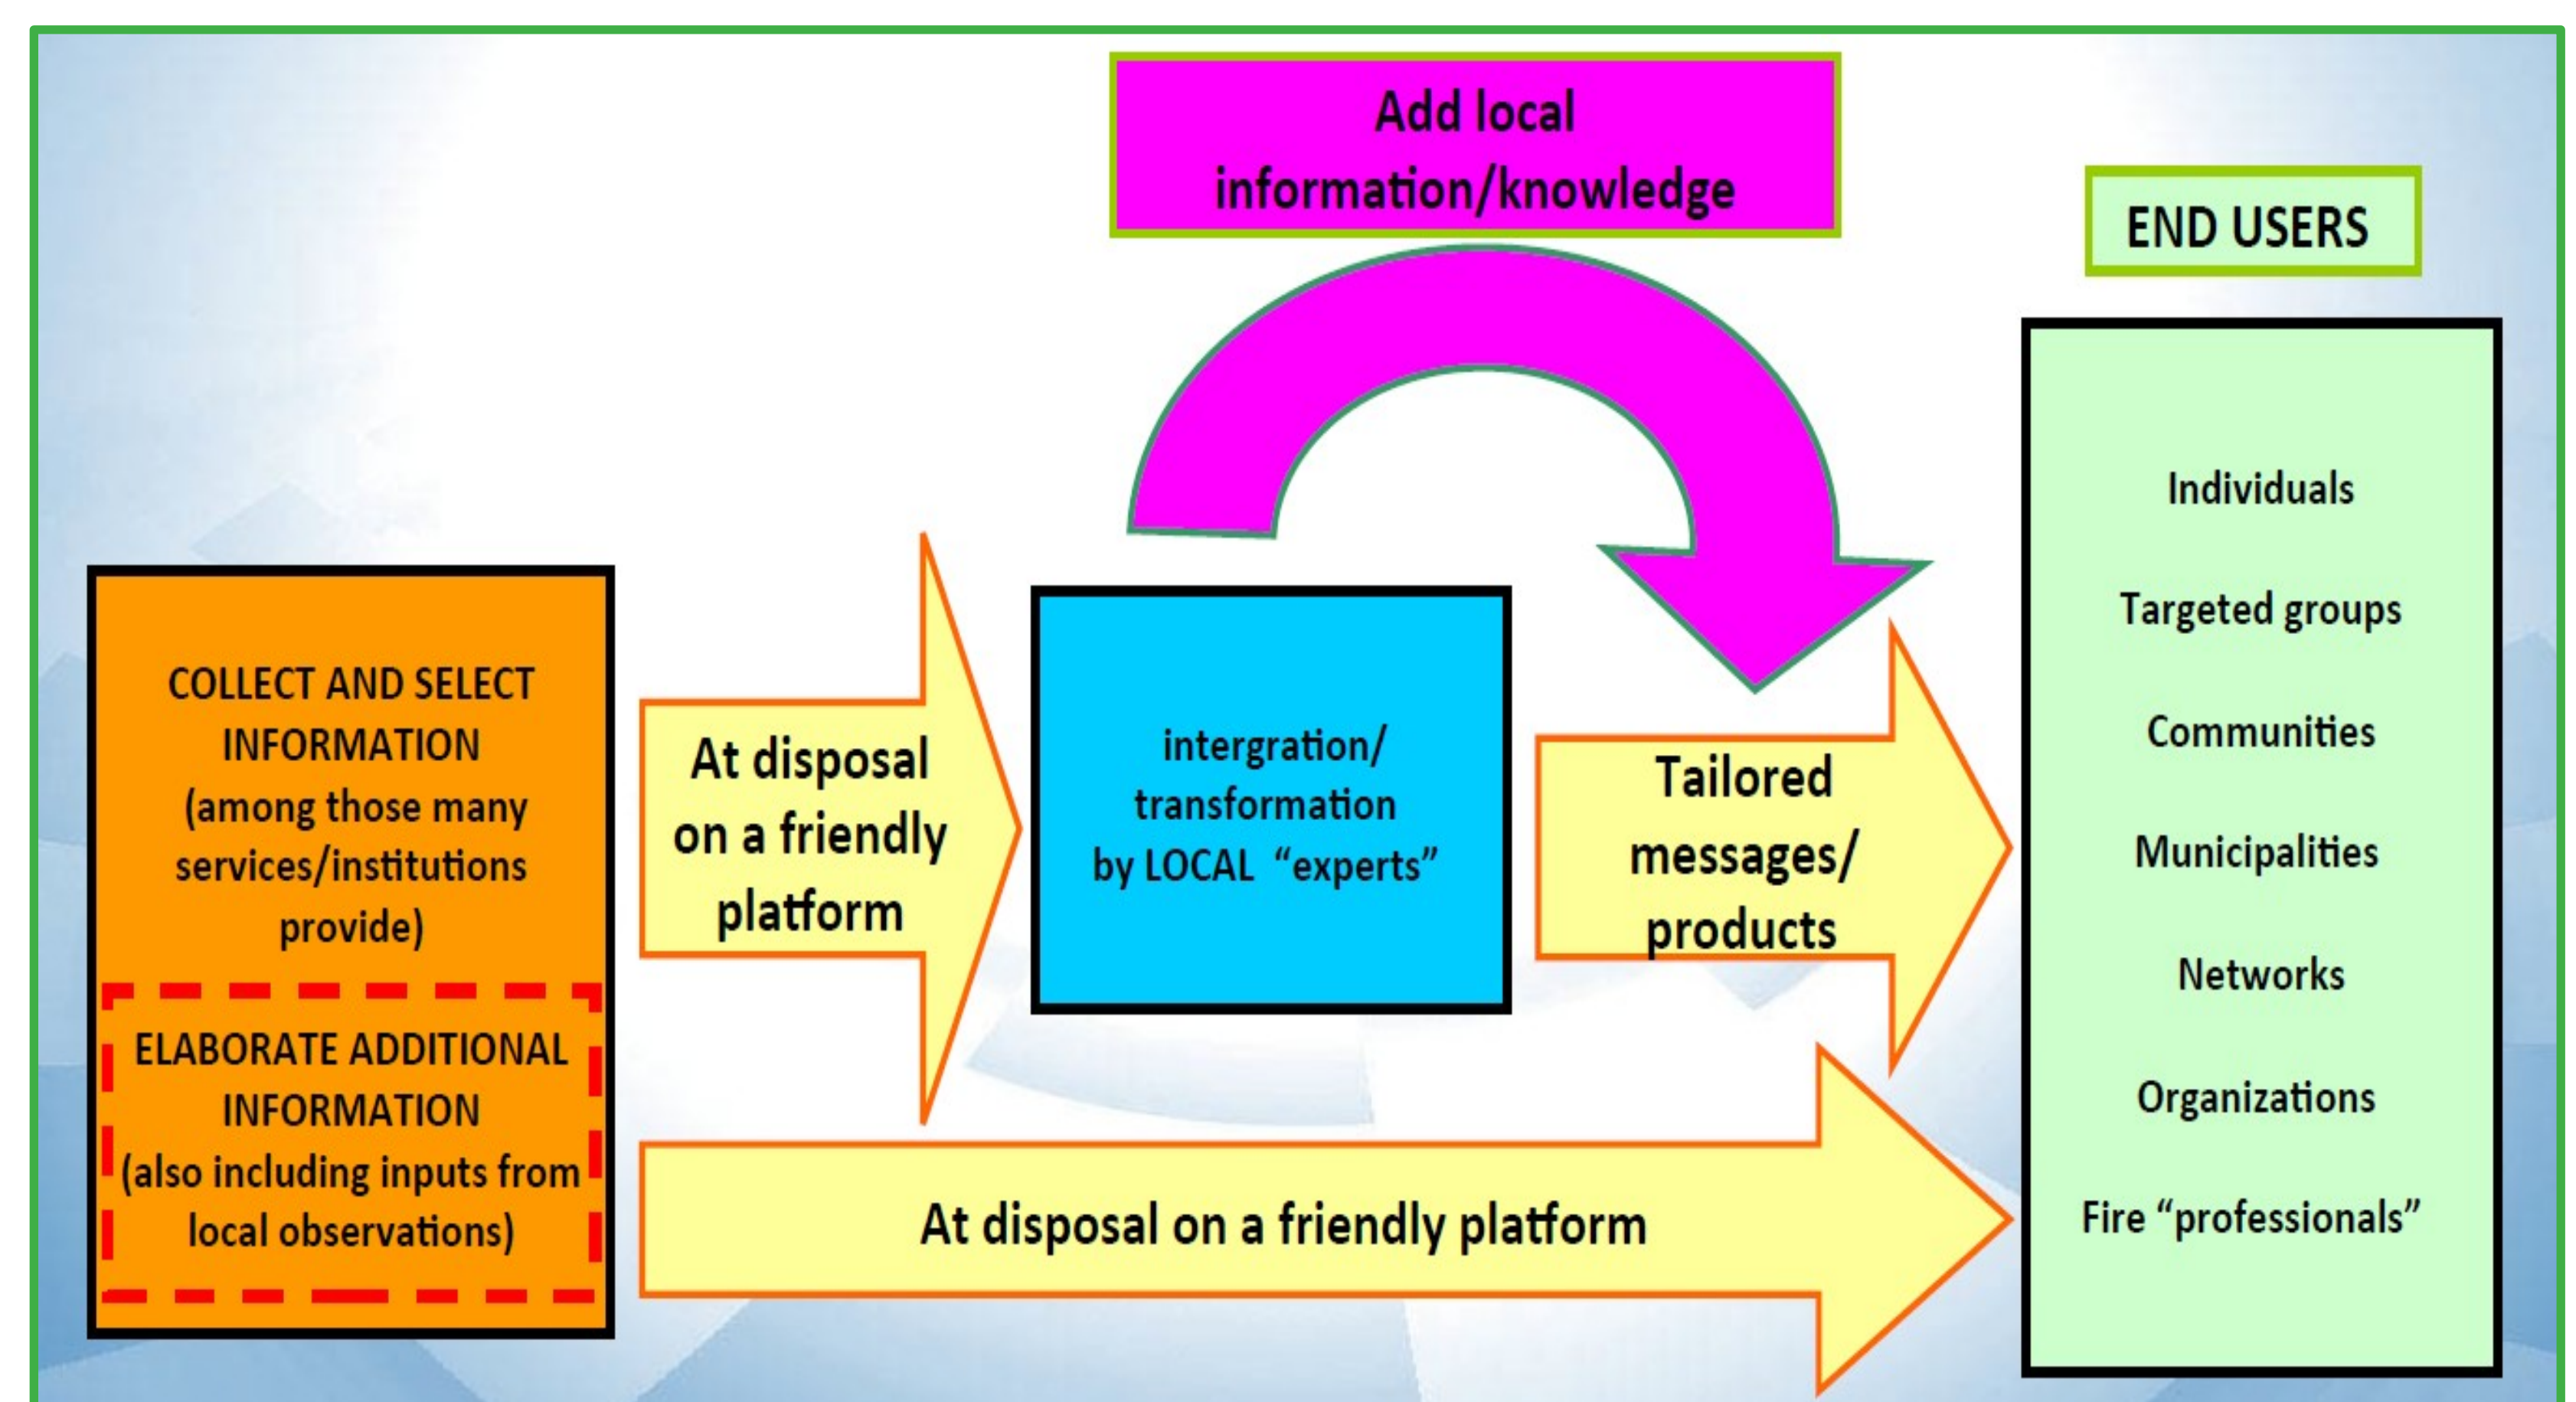 Add local
information/knowledge
END USERS
COLLECT AND SELECT
INFORMATION
(among those many
services/institutions
provide)
ELABORATE ADDITIONAL
INFORMATION
(also including inputs from
local observations)
At disposal
on a friendly
platform
intergration/
transformation
by LOCAL “experts”
Tailored
messages/
products
At disposal on a friendly platform
Individuals
Targeted groups
Communities
Municipalities
Networks
Organizations
Fire “professionals”